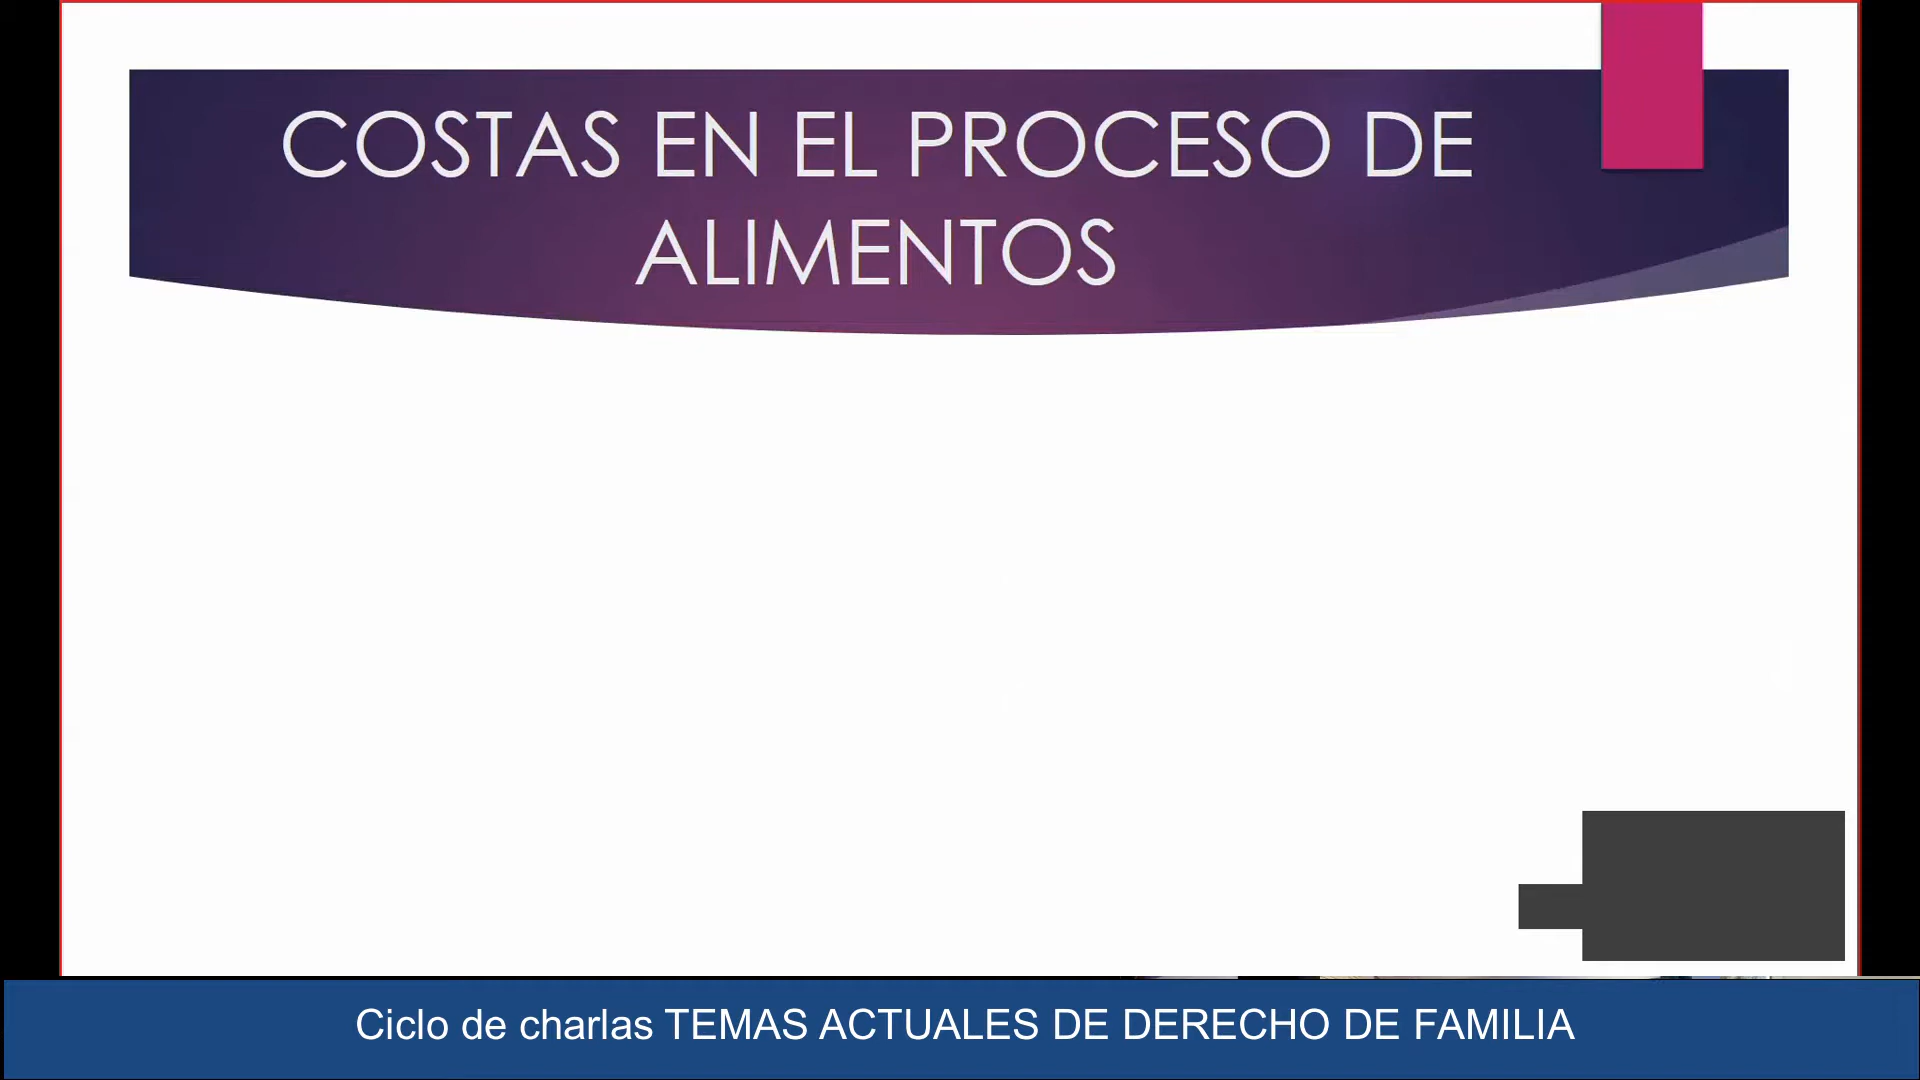 COSTAS EN EL PROCESO DE
ALIMENTOS
Ciclo de charlas TEMAS ACTUALES DE DERECHO DE FAMILIA